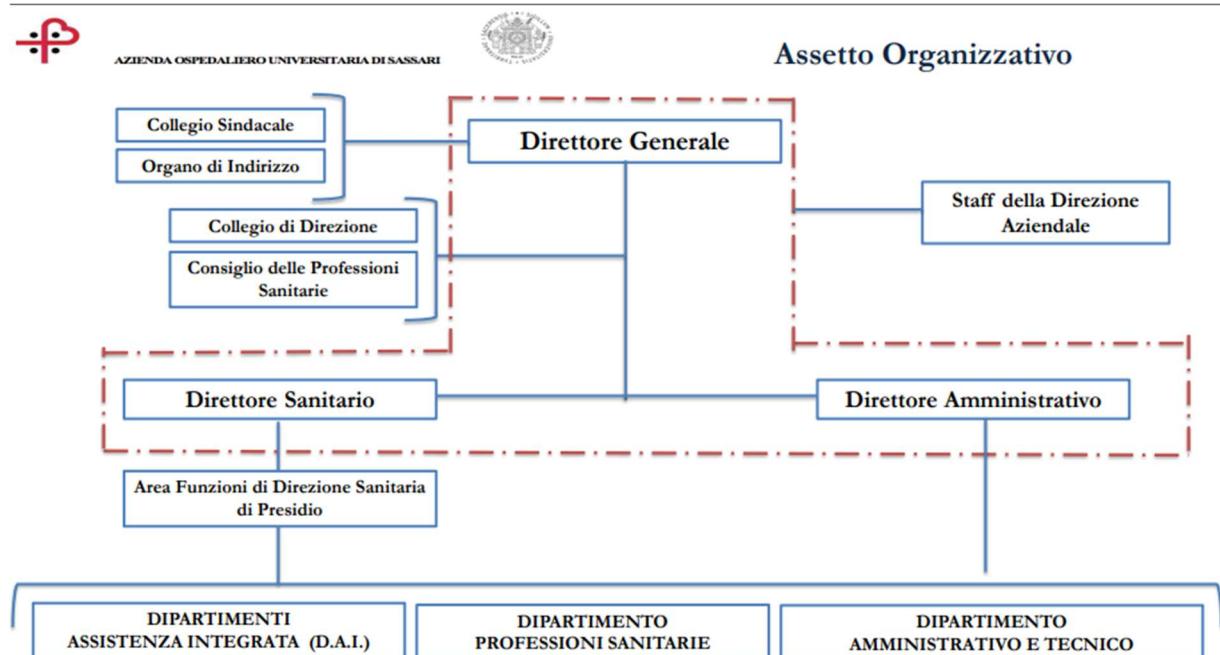 AZIENDA OSPEDALIERO UNIVERSITARIA DI SASSARI
Assetto Organizzativo
Collegio Sindacale
Organo di Indirizzo
Direttore Generale
Collegio di Direzione
Consiglio delle Professioni
Sanitarie
Staff della Direzione
Aziendale
Direttore Sanitario
Direttore Amministrativo
Area Funzioni di Direzione Sanitaria
di Presidio
DIPARTIMENTI
ASSISTENZA INTEGRATA (D.A.I.)
DIPARTIMENTO
PROFESSIONI SANITARIE
DIPARTIMENTO
AMMINISTRATIVO E TECNICO